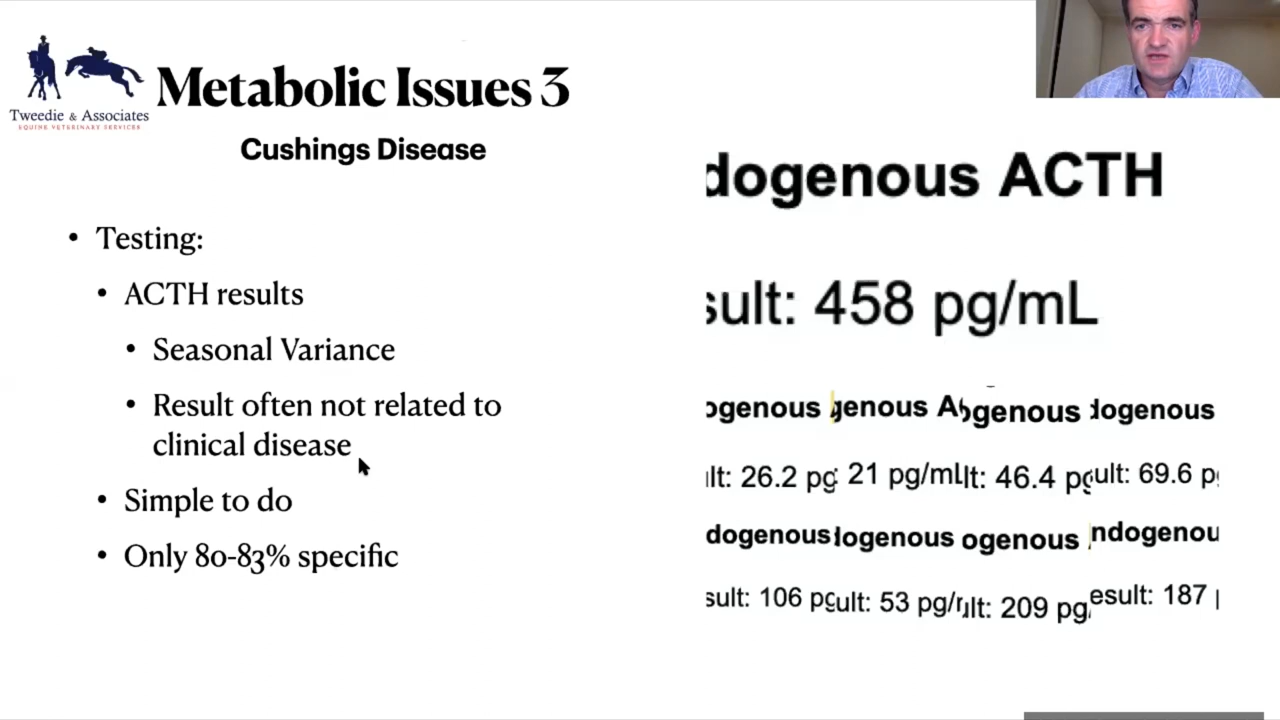 Tweedie & Associates
EQUINE VETERINARY SERVICES
Metabolic Issues 3
Cushings Disease
• Testing:
• ACTH results
• Seasonal Variance
• Result often not related to
clinical disease
• Simple to do
• Only 80-83% specific
dogenous ACTH
sult: 458 pg/mL
ogenous genous A ogenous dogenous
lt: 26.2 pg : 21 pg/mL lt: 46.4 pg ult: 69.6 p
dogenous logenous ogenous ndogenou
sult: 106 pg ult: 53 pg/r ult: 209 pg/ esult: 187